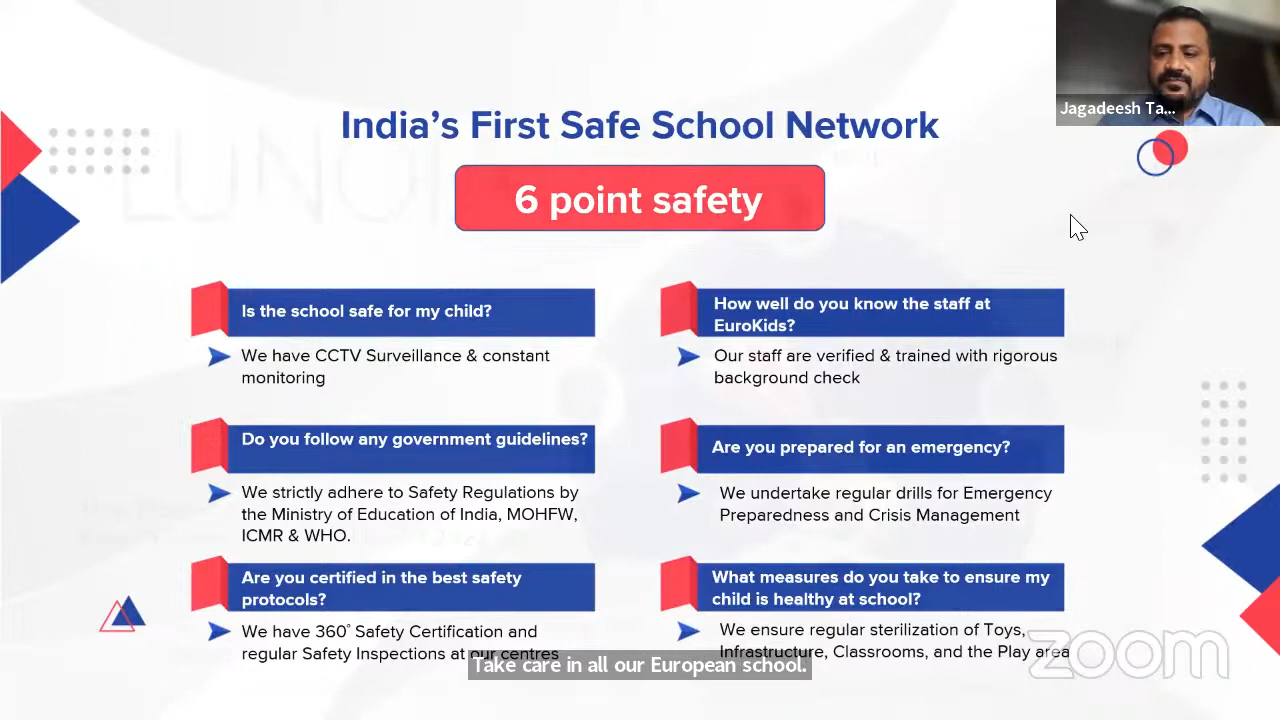 Jagadeesh Ta...
India's First Safe School Network
6 point safety
Is the school safe for my child?
We have CCTV Surveillance & constant
monitoring
How well do you know the staff at
EuroKids?
Our staff are verified & trained with rigorous
background check
Do you follow any government guidelines?
We strictly adhere to Safety Regulations by
the Ministry of Education of India, MOHFW,
ICMR & WHO.
Are you prepared for an emergency?
We undertake regular drills for Emergency
Preparedness and Crisis Management
Are you certified in the best safety
protocols?
We have 360° Safety Certification and
regular Safety Inspections at our centres
What measures do you take to ensure my
child is healthy at school?
We ensure regular sterilization of Toys,
Infrastructure, Classrooms, and the Play area
Take care in all our European school.
zoom